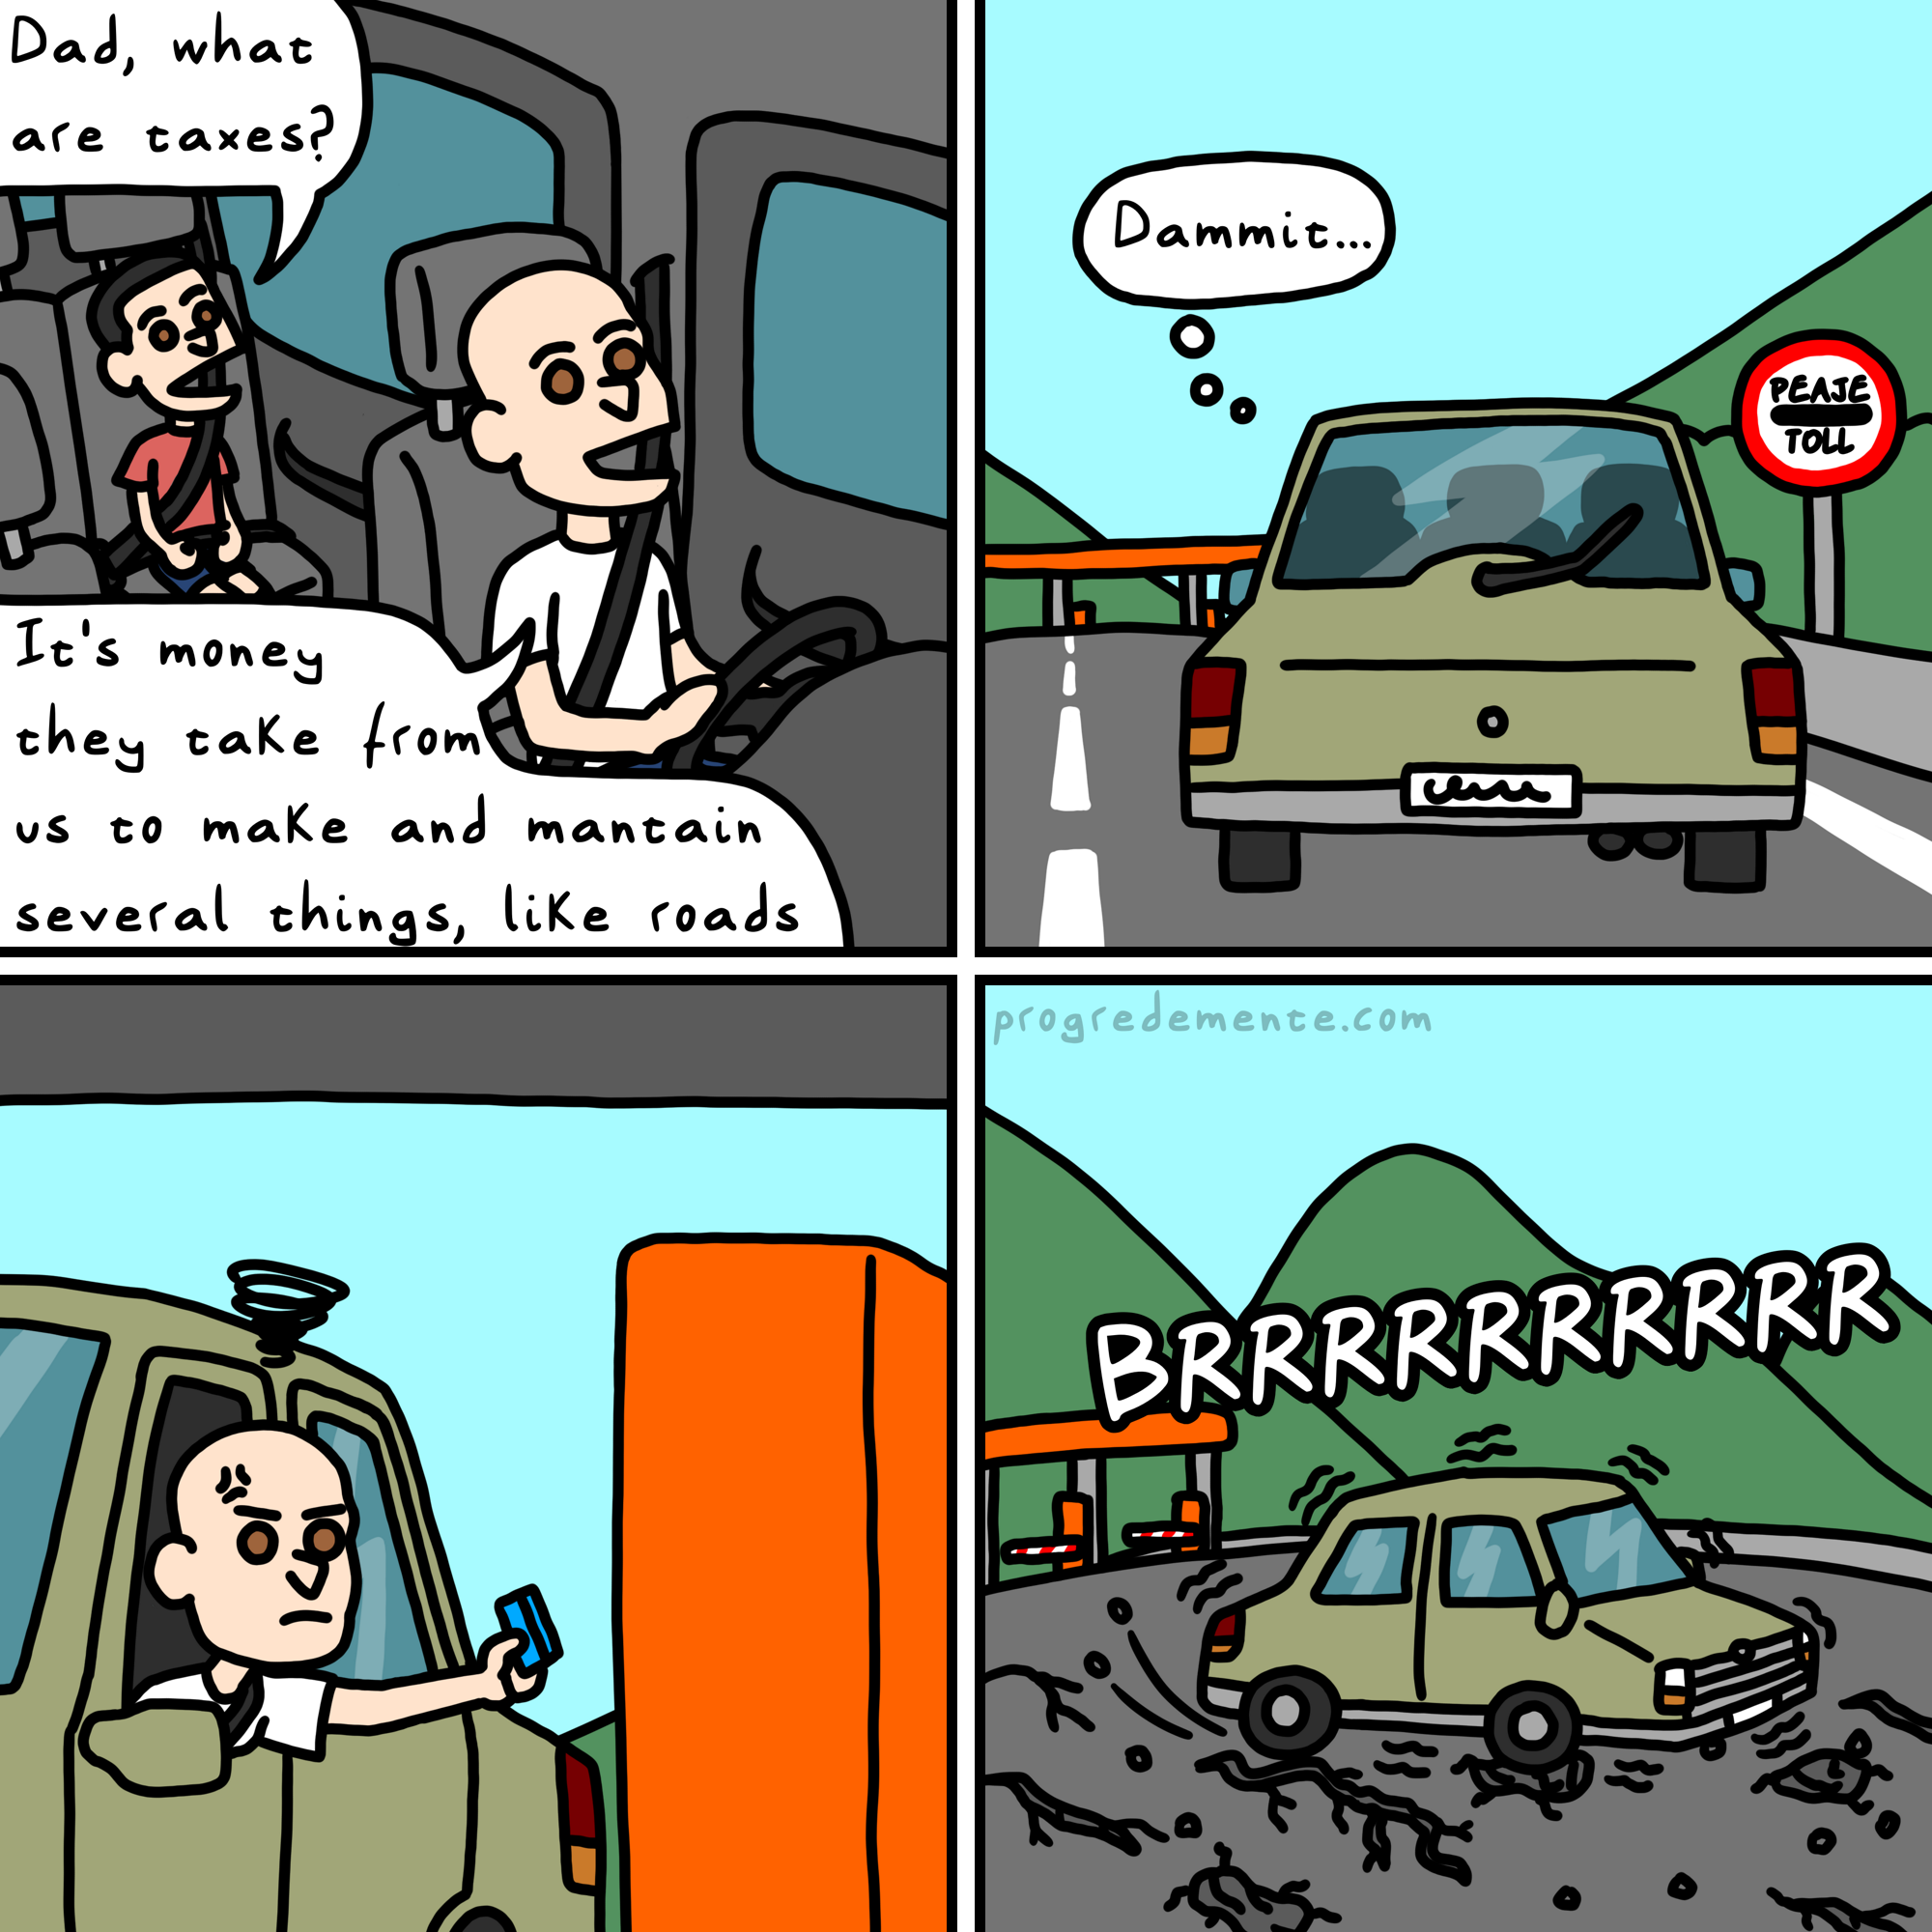 Dad, what
are taxes?
It's money
they take from
us to make and mantain
several things, like roads
Dammit...
PEAJE
TOLL
progredemente.com
BRRRRRRRRRRR